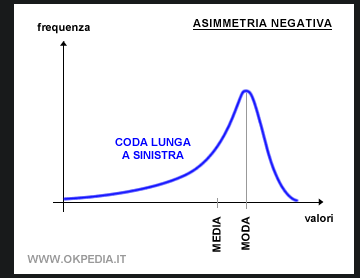 ASIMMETRIA NEGATIVA
frequenza
CODA LUNGA
A SINISTRA
valori
MEDIA
MODA
WWW.OKPEDIA.IT